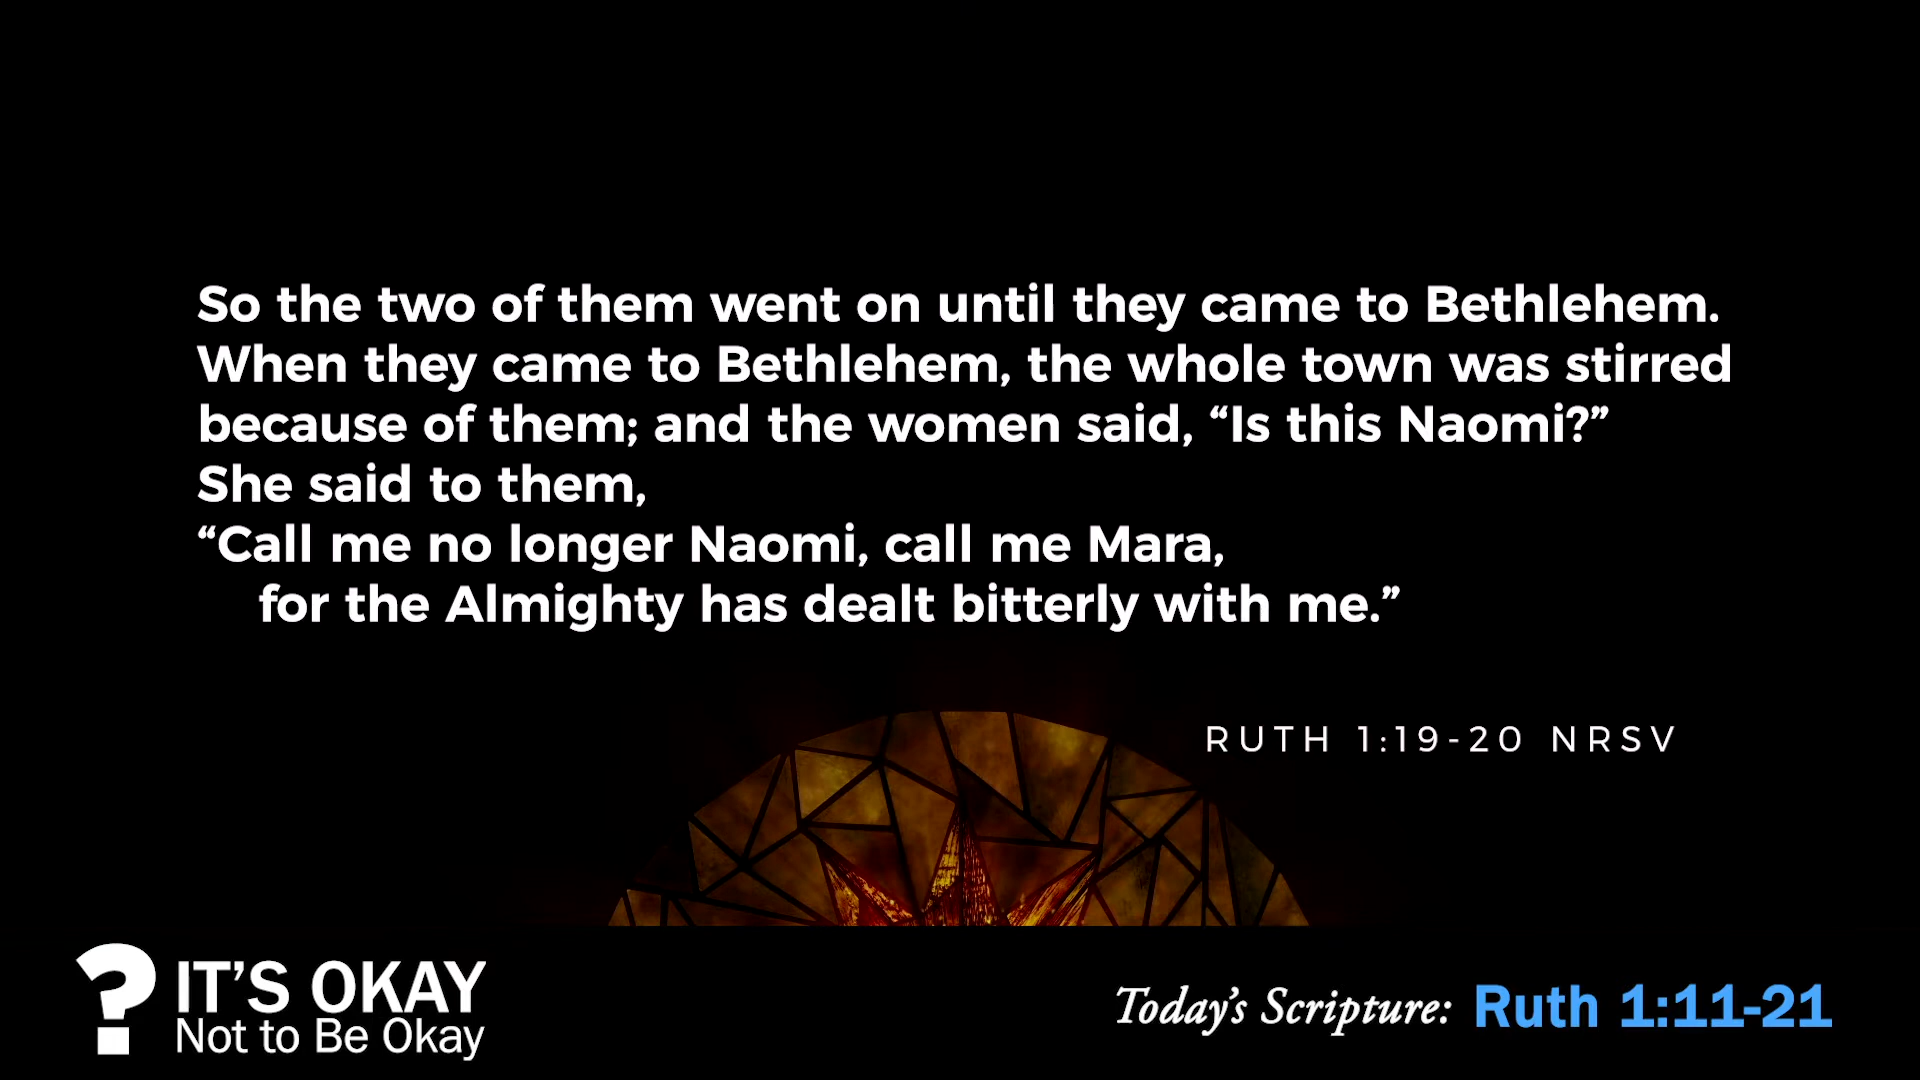 So the two of them went on until they came to Bethlehem.
When they came to Bethlehem, the whole town was stirred
because of them; and the women said, “Is this Naomi?”
She said to them,
“Call me no longer Naomi, call me Mara,
for the Almighty has dealt bitterly with me.”
RUTH 1:19-20 NRSV
?
IT’S OKAY
Not to Be Okay
Today’s Scripture: Ruth 1:11-21